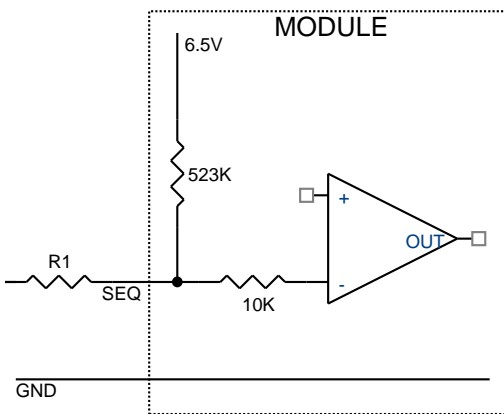 MODULE
6.5V
523K
+
OUT
R1
SEQ
10K
-
GND